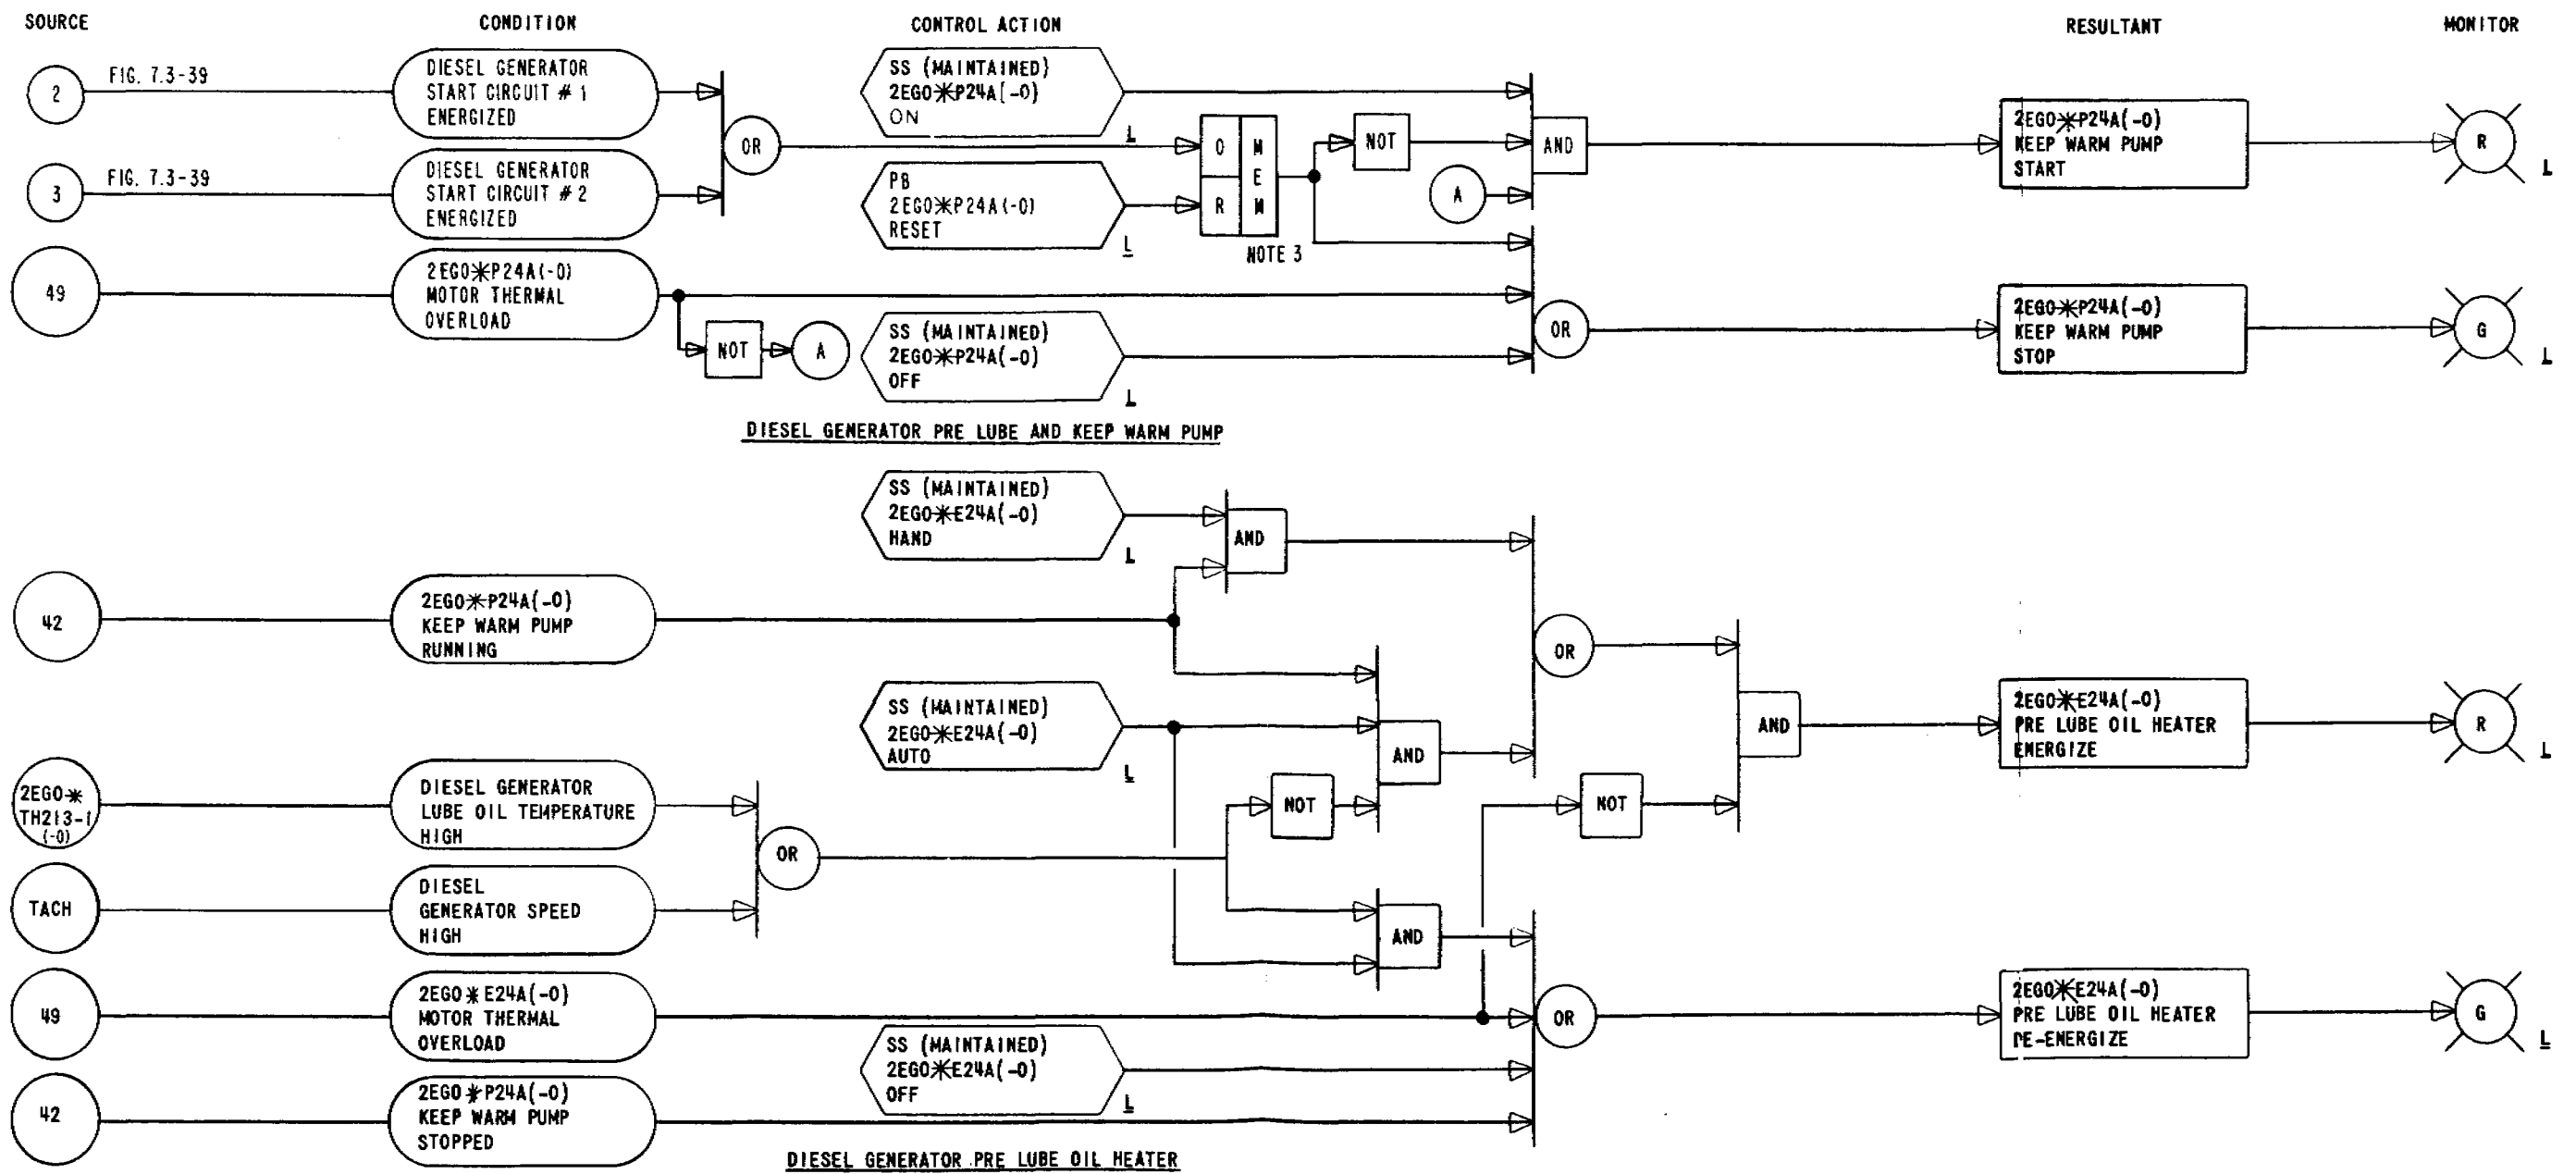 SOURCE CONDITION CONTROL ACTION RESULTANT MONITOR
2 FIG. 7.3-39
DIESEL GENERATOR
START CIRCUIT # 1
ENERGIZED
3 FIG. 7.3-39
DIESEL GENERATOR
START CIRCUIT # 2
ENERGIZED
OR
SS (MAINTAINED)
2EGO*P24A(-0)
ON
L
PB
2EGO*P24A(-0)
RESET
L
O
R
MEM
NOTE 3
NOT
A
AND
2EGO*P24A(-0)
KEEP WARM PUMP
START
R
L
49
2EGO*P24A(-0)
MOTOR THERMAL
OVERLOAD
NOT
A
SS (MAINTAINED)
2EGO*P24A(-0)
OFF
L
OR
2EGO*P24A(-0)
KEEP WARM PUMP
STOP
G
L
DIESEL GENERATOR PRE LUBE AND KEEP WARM PUMP
SS (MAINTAINED)
2EGO*E24A(-0)
HAND
L
AND
42
2EGO*P24A(-0)
KEEP WARM PUMP
RUNNING
OR
SS (MAINTAINED)
2EGO*E24A(-0)
AUTO
L
AND
AND
2EGO*E24A(-0)
PRE LUBE OIL HEATER
ENERGIZE
R
L
2EGO*
TH213-1
(-0)
DIESEL GENERATOR
LUBE OIL TEMPERATURE
HIGH
NOT
NOT
OR
TACH
DIESEL
GENERATOR SPEED
HIGH
AND
49
2EGO*E24A(-0)
MOTOR THERMAL
OVERLOAD
OR
2EGO*E24A(-0)
PRE LUBE OIL HEATER
DE-ENERGIZE
G
L
SS (MAINTAINED)
2EGO*E24A(-0)
OFF
L
42
2EGO*P24A(-0)
KEEP WARM PUMP
STOPPED
DIESEL GENERATOR PRE LUBE OIL HEATER